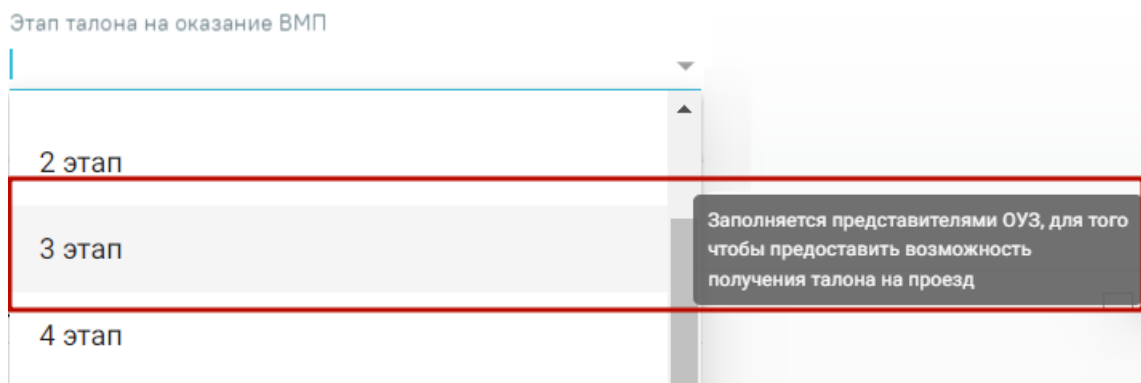 Этап талона на оказание ВМП
2 этап
3 этап
Заполняется представителями ОУЗ, для того
чтобы предоставить возможность
получения талона на проезд
4 этап